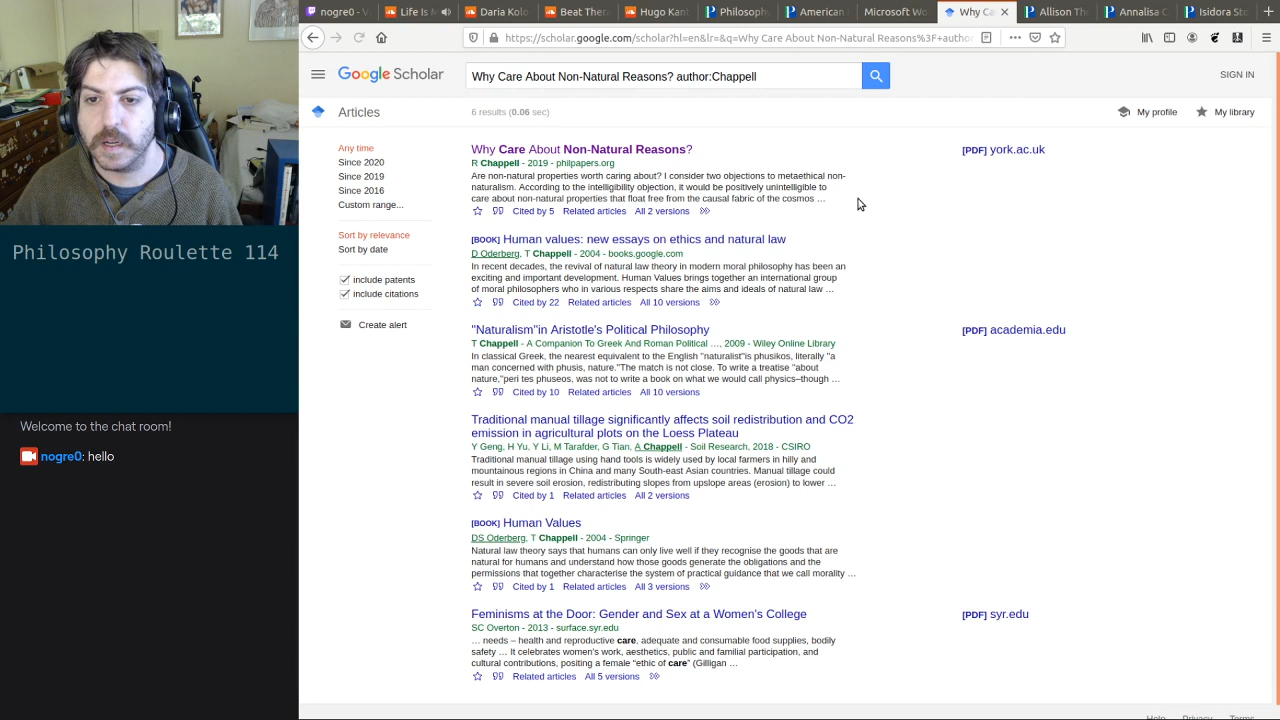 nogre0 - 
Life Is 
Daria Kolo
Beat There
Hugo Kant
Philosoph
American
Microsoft Wo
Why Ca
Allison Th
Annalisa
Isidora Ste
https://scholar.google.com/scholar?hl=en&lr=&q=Why Care About Non-Natural Reasons%3F+autho
Google Scholar
Why Care About Non-Natural Reasons? author:Chappell
SIGN IN
Articles
6 results (0.06 sec)
My profile
My library
Any time
Since 2020
Since 2019
Since 2016
Custom range...
Sort by relevance
Sort by date
include patents
include citations
Create alert
Why Care About Non-Natural Reasons?
[PDF] york.ac.uk
R Chappell - 2019 - philpapers.org
Are non-natural properties worth caring about? I consider two objections to metaethical non-
naturalism. According to the intelligibility objection, it would be positively unintelligible to
care about non-natural properties that float free from the causal fabric of the cosmos …
Cited by 5 Related articles All 2 versions
[BOOK] Human values: new essays on ethics and natural law
D Oderberg, T Chappell - 2004 - books.google.com
In recent decades, the revival of natural law theory in modern moral philosophy has been an
exciting and important development. Human Values brings together an international group
of moral philosophers who in various respects share the aims and ideals of natural law …
Cited by 22 Related articles All 10 versions
"Naturalism"in Aristotle's Political Philosophy
[PDF] academia.edu
T Chappell - A Companion To Greek And Roman Political …, 2009 - Wiley Online Library
In classical Greek, the nearest equivalent to the English "naturalist"is phusikos, literally "a
man concerned with phusis, nature."The match is not close. To write a treatise "about
nature,"peri tes phuseos, was not to write a book on what we would call physics–though …
Cited by 10 Related articles All 10 versions
Traditional manual tillage significantly affects soil redistribution and CO2
emission in agricultural plots on the Loess Plateau
Y Geng, H Yu, Y Li, M Tarafder, G Tian, A Chappell - Soil Research, 2018 - CSIRO
Traditional manual tillage using hand tools is widely used by local farmers in hilly and
mountainous regions in China and many South-east Asian countries. Manual tillage could
result in severe soil erosion, redistributing slopes from upslope areas (erosion) to lower …
Cited by 1 Related articles All 2 versions
[BOOK] Human Values
DS Oderberg, T Chappell - 2004 - Springer
Natural law theory says that humans can only live well if they recognise the goods that are
natural for humans and understand how those goods generate the obligations and the
permissions that together characterise the system of practical guidance that we call morality …
Cited by 1 Related articles All 3 versions
Feminisms at the Door: Gender and Sex at a Women's College
[PDF] syr.edu
SC Overton - 2013 - surface.syr.edu
… needs – health and reproductive care, adequate and consumable food supplies, bodily
safety … It celebrates women's work, aesthetics, public and familial participation, and
cultural contributions, positing a female "ethic of care" (Gilligan …
Related articles All 5 versions
Help Privacy Terms
Philosophy Roulette 114
Welcome to the chat room!
nogre0: hello